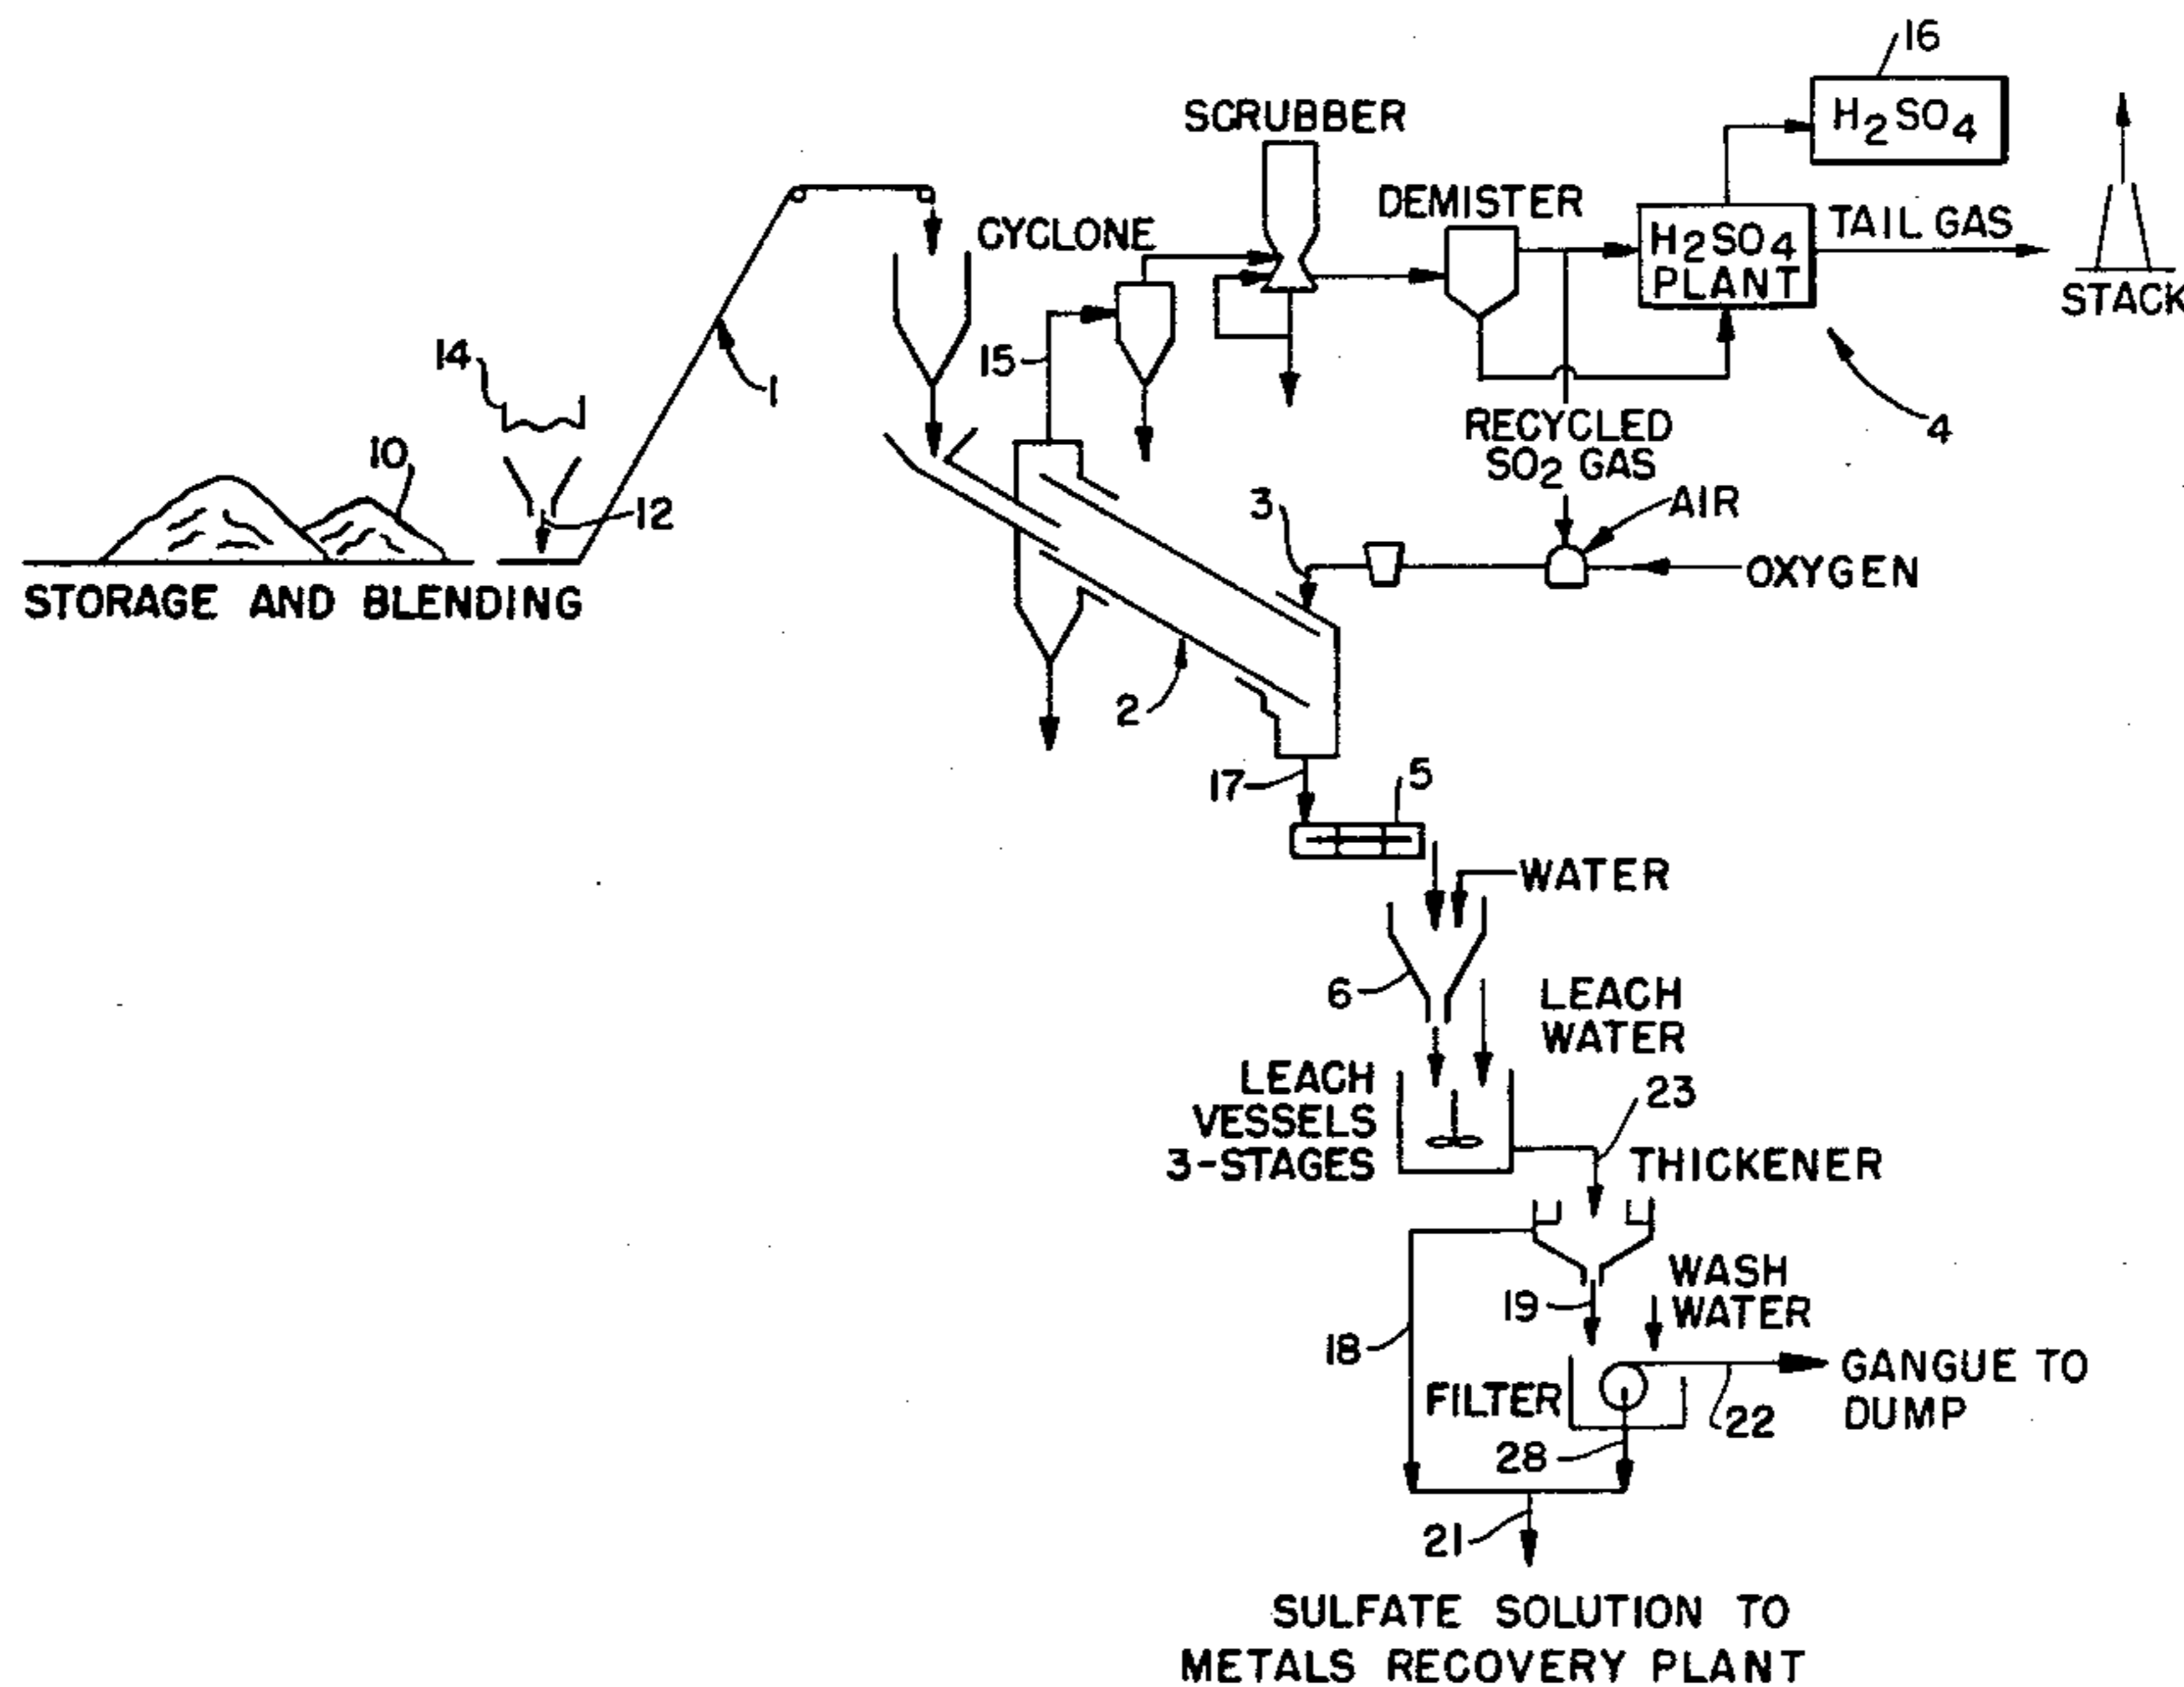 16
H2SO4
SCRUBBER
DEMISTER
CYCLONE
H2SO4
PLANT
TAIL GAS
STACK
15
14
1
4
RECYCLED
SO2 GAS
10
12
3
AIR
OXYGEN
STORAGE AND BLENDING
2
17
5
WATER
6
LEACH
WATER
LEACH
VESSELS
3-STAGES
23
THICKENER
WASH
WATER
19
18
GANGUE TO
DUMP
FILTER
22
28
21
SULFATE SOLUTION TO
METALS RECOVERY PLANT